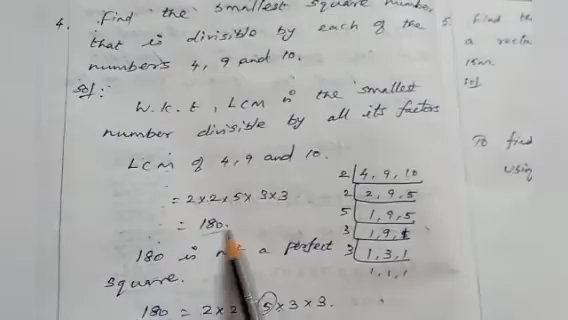 4. Find the smallest square number
that is divisible by each of the
numbers 4, 9 and 10.
Sol:
W.K.t, LCM is the smallest
number divisible by all its factors
LCM of 4, 9 and 10.
= 2×2×5×3×3
= 180.
2 | 4, 9, 10
2 | 2, 9, 5
5 | 1, 9, 5
3 | 1, 9, 1
3 | 1, 3, 1
1, 1, 1
180 is not a perfect
square.
180 = 2×2×5×3×3.
5. Find the
a recta
15m.
Sol
To find
using